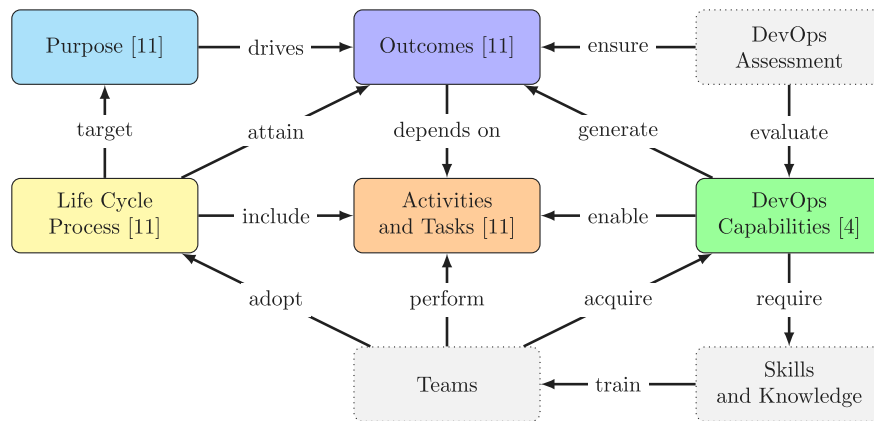 Purpose [11]
drives
Outcomes [11]
ensure
DevOps
Assessment
target
attain
depends on
generate
evaluate
Life Cycle
Process [11]
include
Activities
and Tasks [11]
enable
DevOps
Capabilities [4]
adopt
perform
acquire
require
Teams
train
Skills
and Knowledge